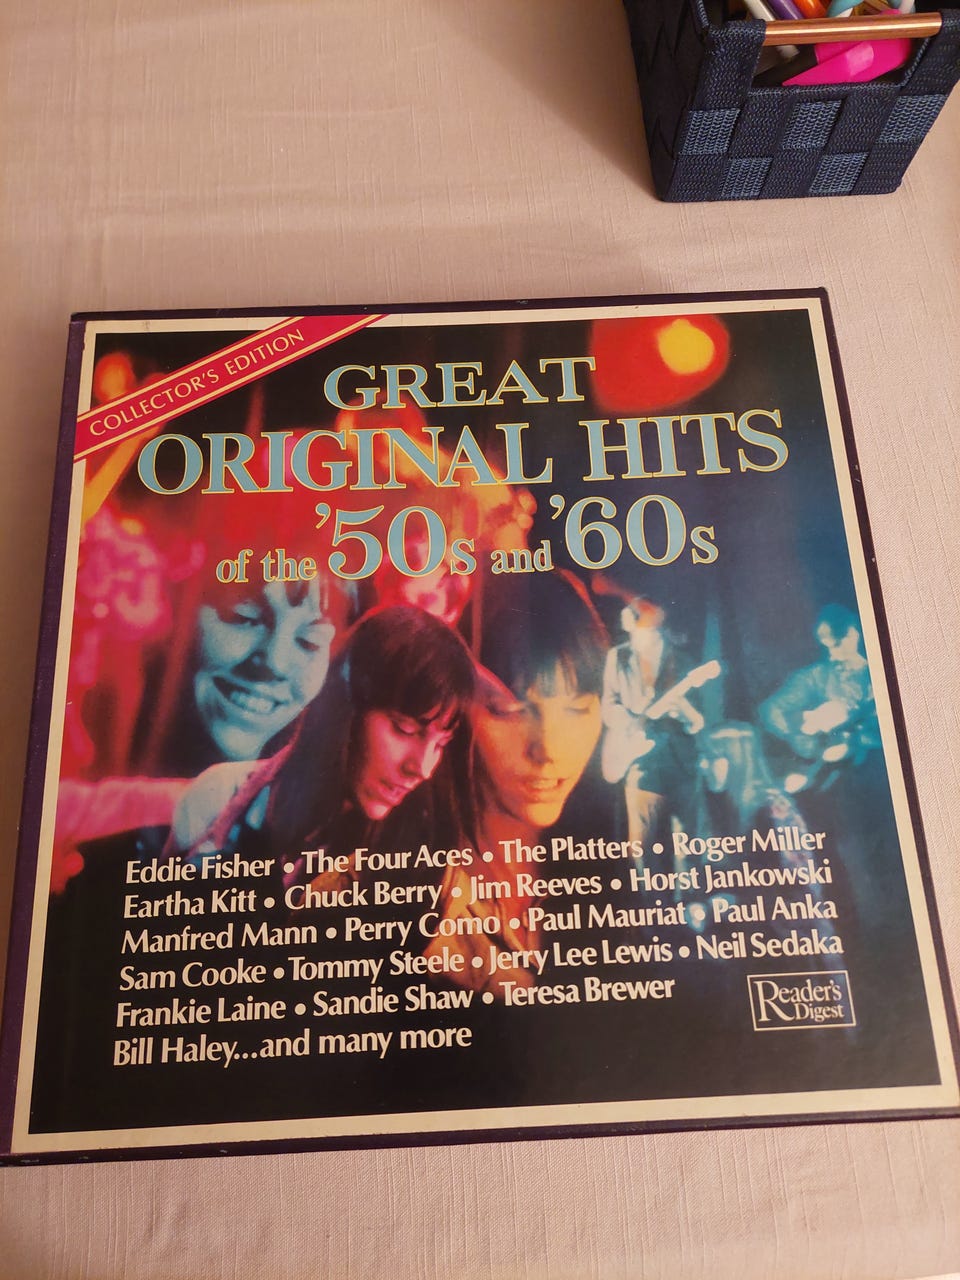 COLLECTOR'S EDITION
GREAT
ORIGINAL HITS
of the '50s and '60s
Eddie Fisher • The Four Aces • The Platters • Roger Miller
Eartha Kitt • Chuck Berry • Jim Reeves • Horst Jankowski
Manfred Mann • Perry Como • Paul Mauriat • Paul Anka
Sam Cooke • Tommy Steele • Jerry Lee Lewis • Neil Sedaka
Frankie Laine • Sandie Shaw • Teresa Brewer
Bill Haley...and many more
Reader's
Digest